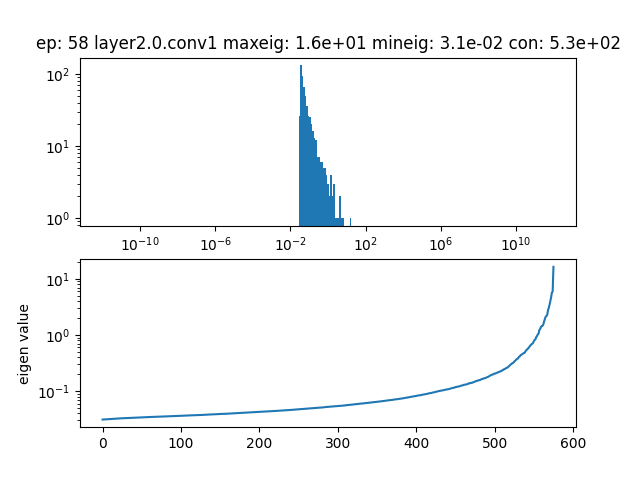 ep: 58 layer2.0.conv1 maxeig: 1.6e+01 mineig: 3.1e-02 con: 5.3e+02
10²
10¹
10⁰
10⁻¹⁰ 10⁻⁶ 10⁻² 10² 10⁶ 10¹⁰
10¹
10⁰
10⁻¹
eigen value
0 100 200 300 400 500 600